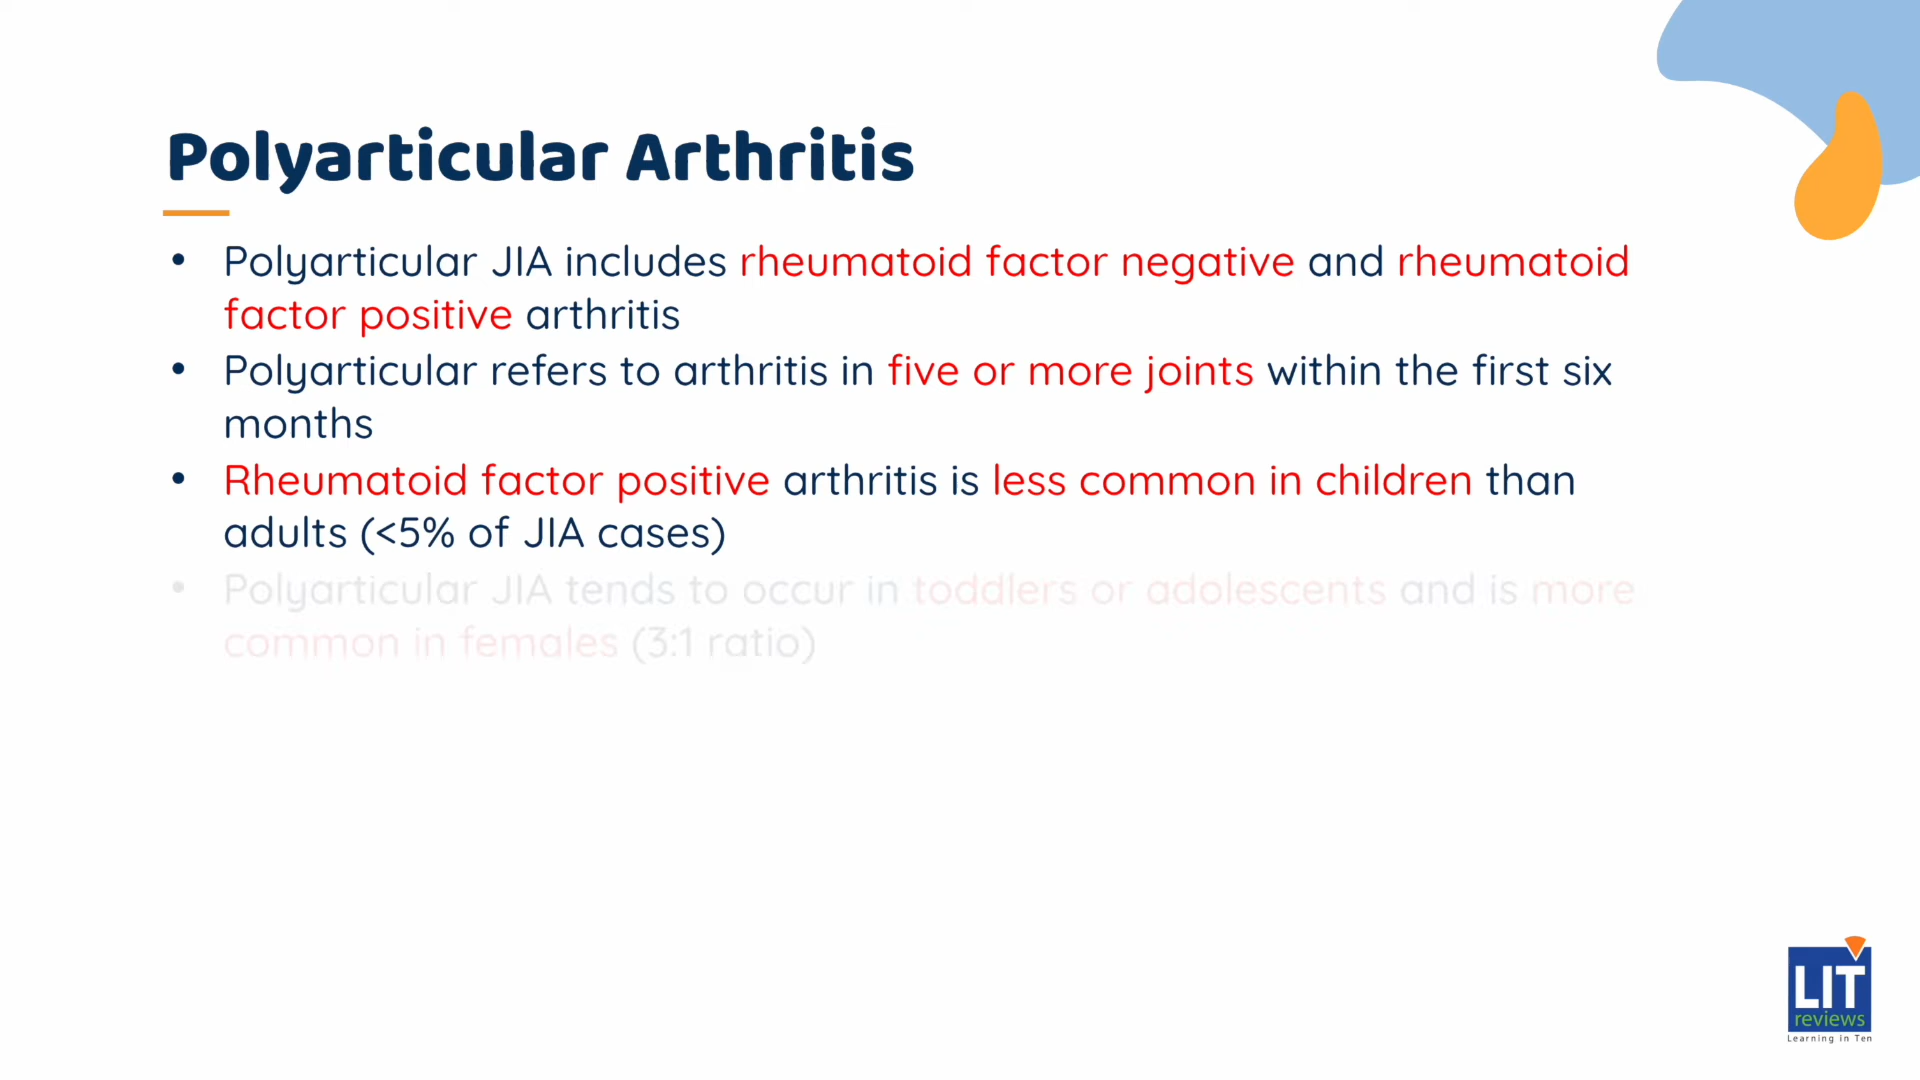 Polyarticular Arthritis
• Polyarticular JIA includes rheumatoid factor negative and rheumatoid
factor positive arthritis
• Polyarticular refers to arthritis in five or more joints within the first six
months
• Rheumatoid factor positive arthritis is less common in children than
adults (<5% of JIA cases)
• Polyarticular JIA tends to occur in toddlers or adolescents and is more
common in females (3:1 ratio)
LIT
reviews
Learning in Ten